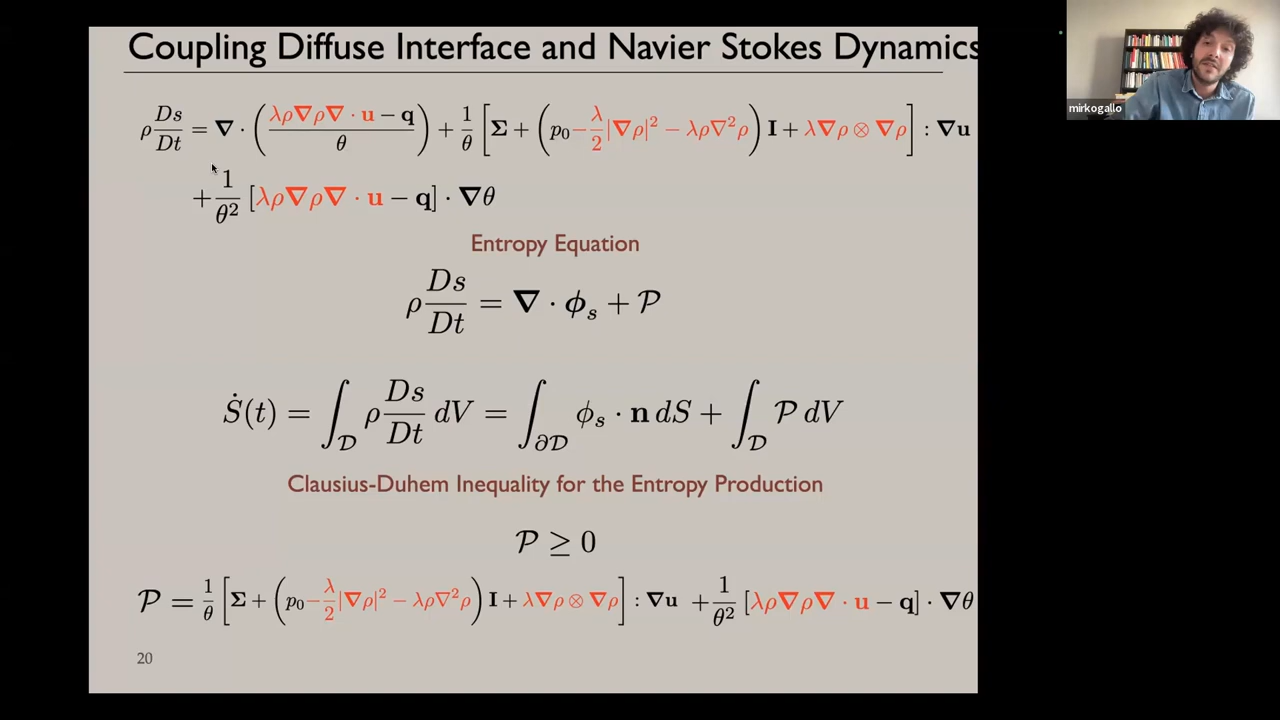 Coupling Diffuse Interface and Navier Stokes Dynamics
mirkogallo
ρ Ds/Dt = ∇ · ( (λρ∇ρ∇ · u − q) / θ ) + 1/θ [ Σ + ( p₀ − λ/2 |∇ρ|² − λρ∇²ρ ) I + λ∇ρ ⊗ ∇ρ ] : ∇u
+ 1/θ² [λρ∇ρ∇ · u − q] · ∇θ
Entropy Equation
ρ Ds/Dt = ∇ · ϕₛ + 𝒫
Ṡ(t) = ∫_𝒟 ρ Ds/Dt dV = ∫_∂𝒟 ϕₛ · n dS + ∫_𝒟 𝒫 dV
Clausius-Duhem Inequality for the Entropy Production
𝒫 ≥ 0
𝒫 = 1/θ [ Σ + ( p₀ − λ/2 |∇ρ|² − λρ∇²ρ ) I + λ∇ρ ⊗ ∇ρ ] : ∇u + 1/θ² [λρ∇ρ∇ · u − q] · ∇θ
20